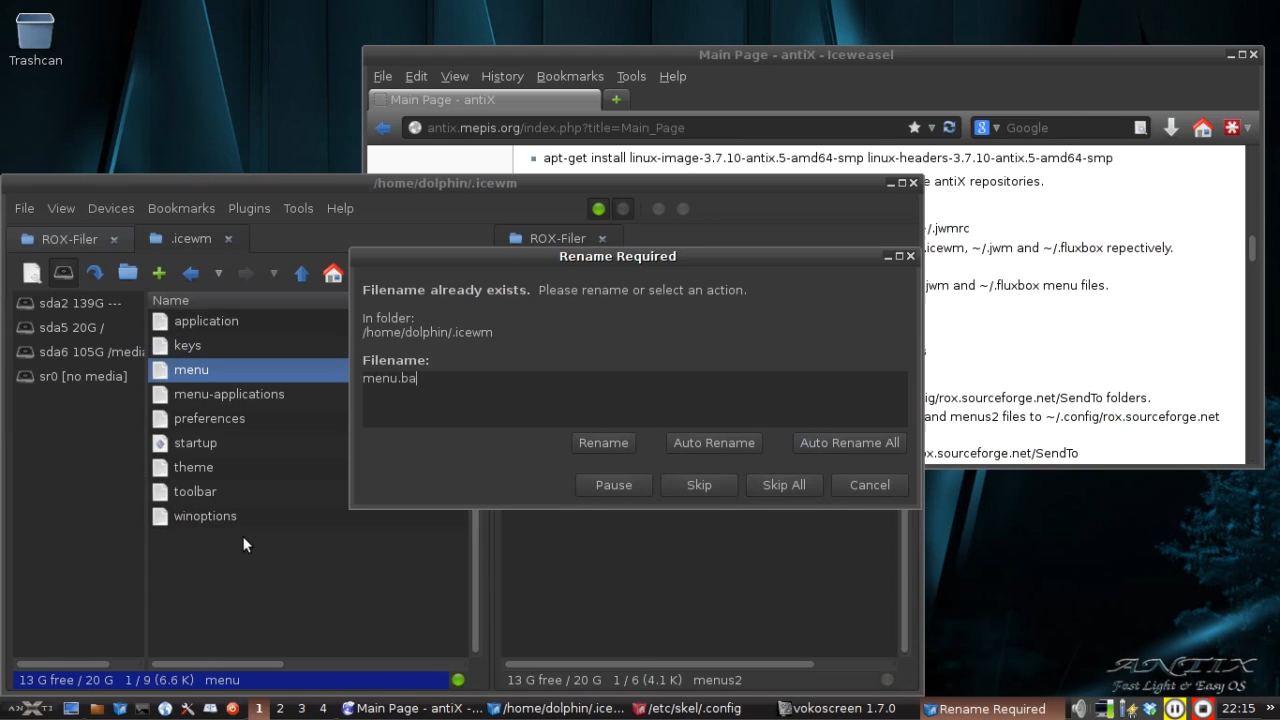 Trashcan
Main Page - antiX - Iceweasel
File Edit View History Bookmarks Tools Help
Main Page - antiX
antix.mepis.org/index.php?title=Main_Page
Google
apt-get install linux-image-3.7.10-antix.5-amd64-smp linux-headers-3.7.10-antix.5-amd64-smp
e antiX repositories.
/.jwmrc
.icewm, ~/.jwm and ~/.fluxbox repectively.
jwm and ~/.fluxbox menu files.
s
ig/rox.sourceforge.net/SendTo folders.
and menus2 files to ~/.config/rox.sourceforge.net
ox.sourceforge.net/SendTo
/home/dolphin/.icewm
File View Devices Bookmarks Plugins Tools Help
ROX-Filer
.icewm
ROX-Filer
sda2 139G ---
sda5 20G /
sda6 105G /media
sr0 [no media]
Name
application
keys
menu
menu-applications
preferences
startup
theme
toolbar
winoptions
Rename Required
Filename already exists. Please rename or select an action.
In folder:
/home/dolphin/.icewm
Filename:
menu.ba
Rename Auto Rename Auto Rename All
Pause Skip Skip All Cancel
13 G free / 20 G 1 / 9 (6.6 K) menu
13 G free / 20 G 1 / 6 (4.1 K) menus2
ANTIX
Fast Light & Easy OS
ANTIX 1 2 3 4 Main Page - antiX - ... /home/dolphin/.ice... /etc/skel/.config vokoscreen 1.7.0 Rename Required 22:15 »